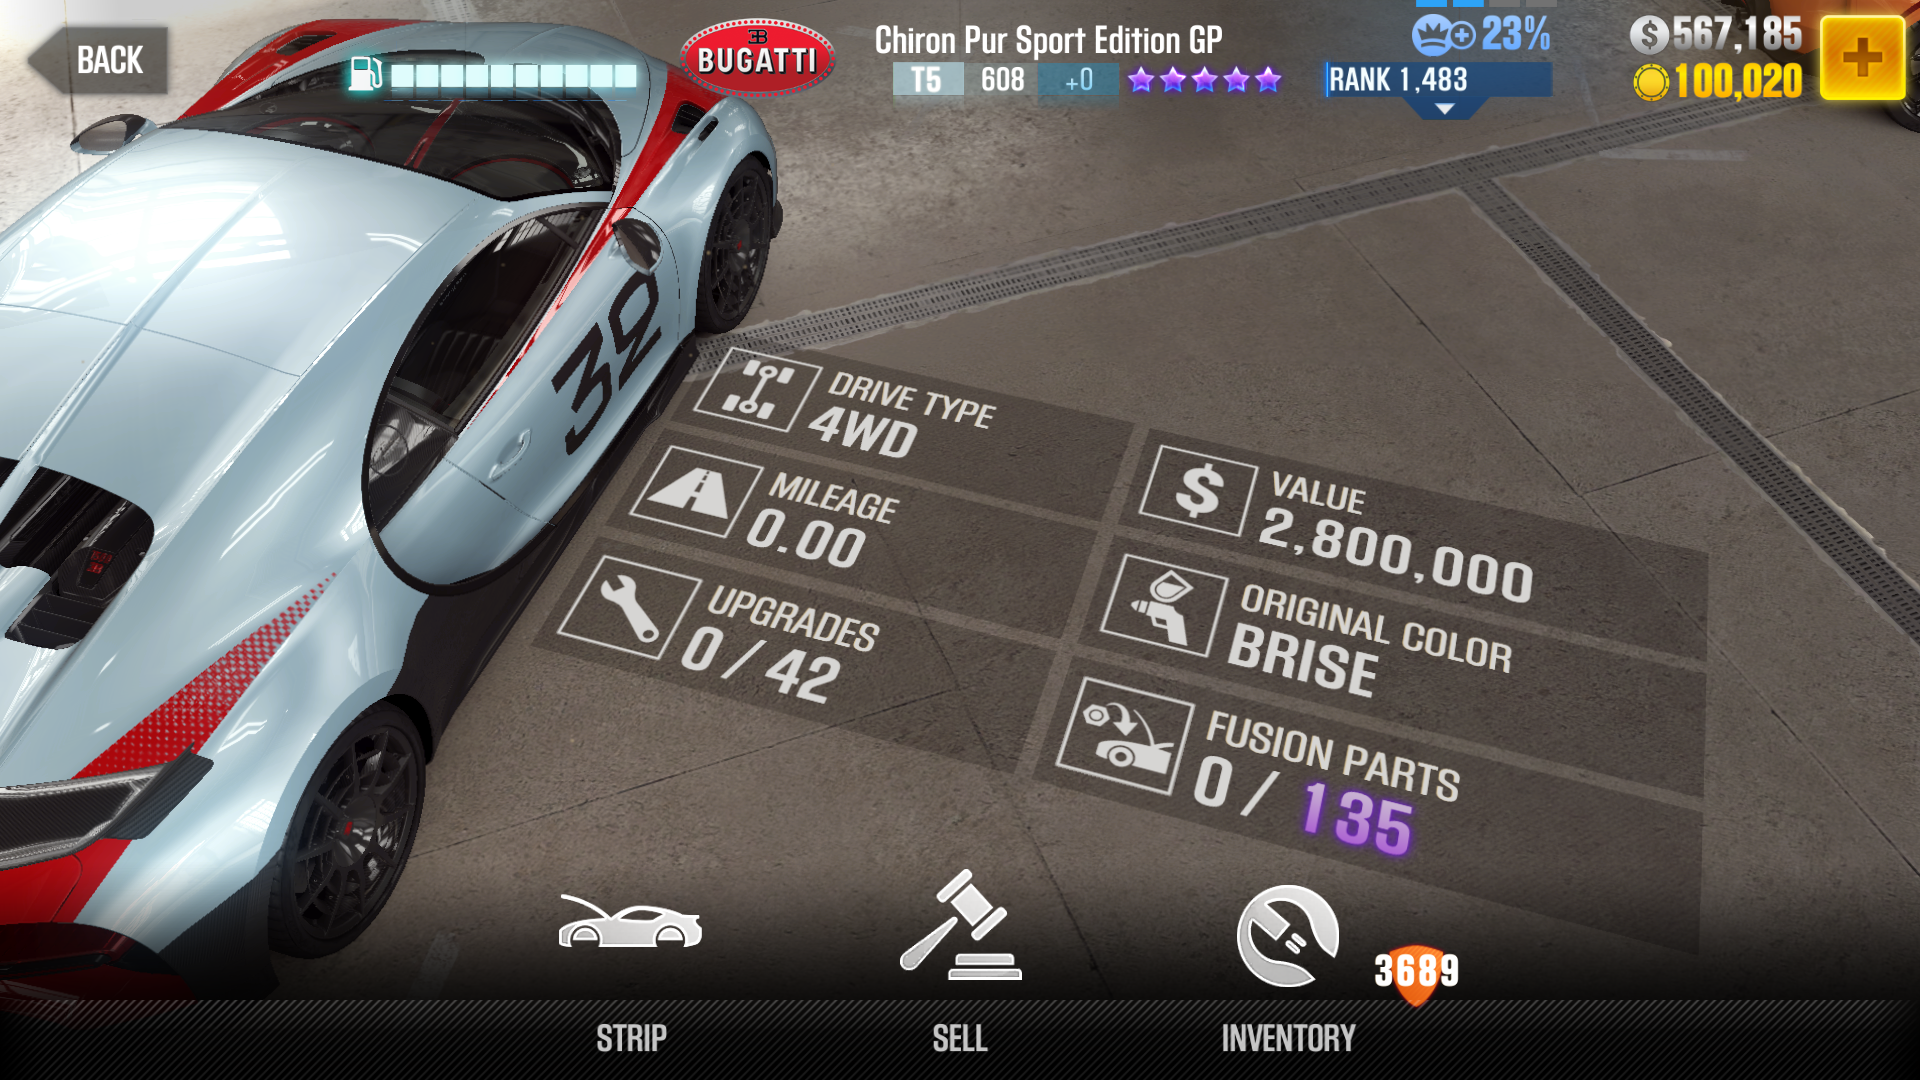 BACK
BUGATTI
Chiron Pur Sport Edition GP
T5 608 +0
23%
RANK 1,483
567,185
100,020
32
DRIVE TYPE
4WD
MILEAGE
0.00
UPGRADES
0 / 42
VALUE
2,800,000
ORIGINAL COLOR
BRISE
FUSION PARTS
0 / 135
3689
STRIP
SELL
INVENTORY